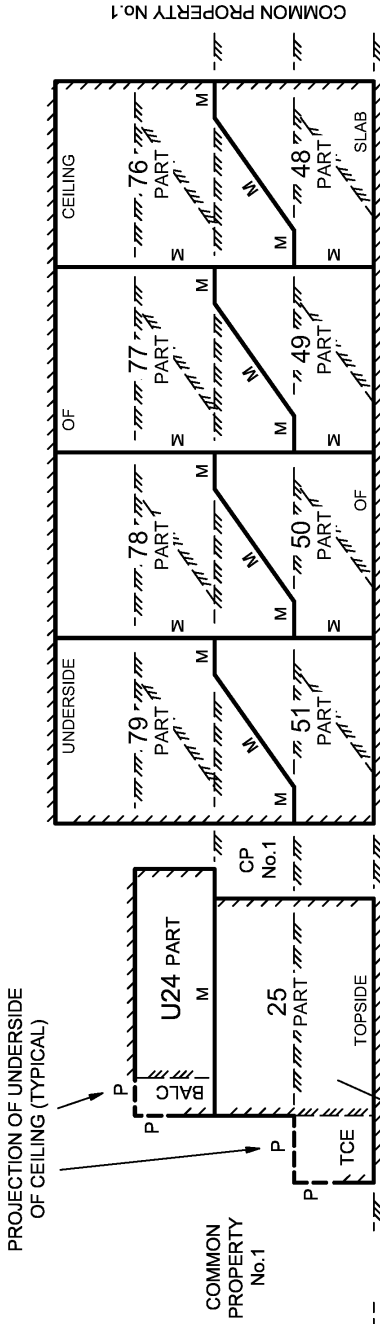 PROJECTION OF UNDERSIDE
OF CEILING (TYPICAL)
COMMON
PROPERTY
No.1
P
P
P
P
BALC
U24 PART
M
25
PART
TCE
TOPSIDE
CP
No.1
UNDERSIDE
OF
CEILING
79
PART
M
M
M
51
PART
78
PART
M
M
M
M
M
50
PART
OF
77
PART
M
M
M
M
M
49
PART
76
PART
M
M
M
M
M
48
PART
SLAB
COMMON PROPERTY No.1